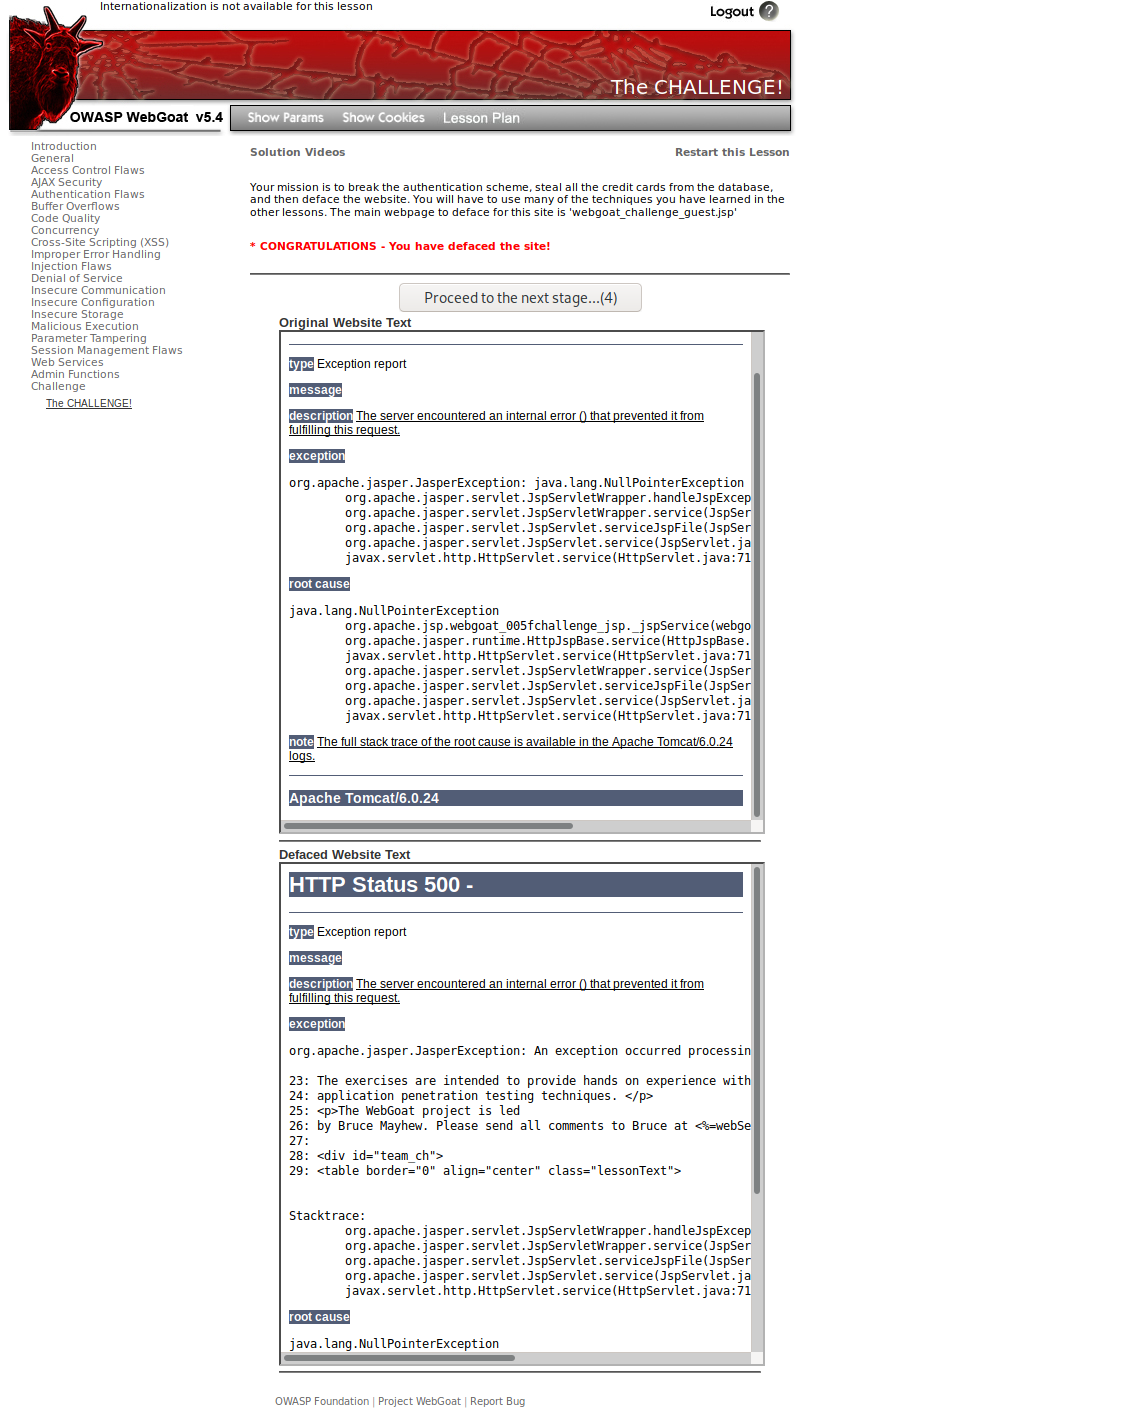 Internationalization is not available for this lesson
Logout ?
The CHALLENGE!
OWASP WebGoat v5.4
Show Params Show Cookies Lesson Plan
Introduction
General
Access Control Flaws
AJAX Security
Authentication Flaws
Buffer Overflows
Code Quality
Concurrency
Cross-Site Scripting (XSS)
Improper Error Handling
Injection Flaws
Denial of Service
Insecure Communication
Insecure Configuration
Insecure Storage
Malicious Execution
Parameter Tampering
Session Management Flaws
Web Services
Admin Functions
Challenge
The CHALLENGE!
Solution Videos Restart this Lesson
Your mission is to break the authentication scheme, steal all the credit cards from the database,
and then deface the website. You will have to use many of the techniques you have learned in the
other lessons. The main webpage to deface for this site is 'webgoat_challenge_guest.jsp'
* CONGRATULATIONS - You have defaced the site!
Proceed to the next stage...(4)
Original Website Text
type Exception report
message
description The server encountered an internal error () that prevented it from
fulfilling this request.
exception
org.apache.jasper.JasperException: java.lang.NullPointerException
org.apache.jasper.servlet.JspServletWrapper.handleJspExcep
org.apache.jasper.servlet.JspServletWrapper.service(JspSer
org.apache.jasper.servlet.JspServlet.serviceJspFile(JspSer
org.apache.jasper.servlet.JspServlet.service(JspServlet.ja
javax.servlet.http.HttpServlet.service(HttpServlet.java:71
root cause
java.lang.NullPointerException
org.apache.jsp.webgoat_005fchallenge_jsp._jspService(webgo
org.apache.jasper.runtime.HttpJspBase.service(HttpJspBase.
javax.servlet.http.HttpServlet.service(HttpServlet.java:71
org.apache.jasper.servlet.JspServletWrapper.service(JspSer
org.apache.jasper.servlet.JspServlet.serviceJspFile(JspSer
org.apache.jasper.servlet.JspServlet.service(JspServlet.ja
javax.servlet.http.HttpServlet.service(HttpServlet.java:71
note The full stack trace of the root cause is available in the Apache Tomcat/6.0.24
logs.
Apache Tomcat/6.0.24
Defaced Website Text
HTTP Status 500 -
type Exception report
message
description The server encountered an internal error () that prevented it from
fulfilling this request.
exception
org.apache.jasper.JasperException: An exception occurred processin
23: The exercises are intended to provide hands on experience with
24: application penetration testing techniques. </p>
25: <p>The WebGoat project is led
26: by Bruce Mayhew. Please send all comments to Bruce at <%=webSe
27:
28: <div id="team_ch">
29: <table border="0" align="center" class="lessonText">
Stacktrace:
org.apache.jasper.servlet.JspServletWrapper.handleJspExcep
org.apache.jasper.servlet.JspServletWrapper.service(JspSer
org.apache.jasper.servlet.JspServlet.serviceJspFile(JspSer
org.apache.jasper.servlet.JspServlet.service(JspServlet.ja
javax.servlet.http.HttpServlet.service(HttpServlet.java:71
root cause
java.lang.NullPointerException
OWASP Foundation | Project WebGoat | Report Bug